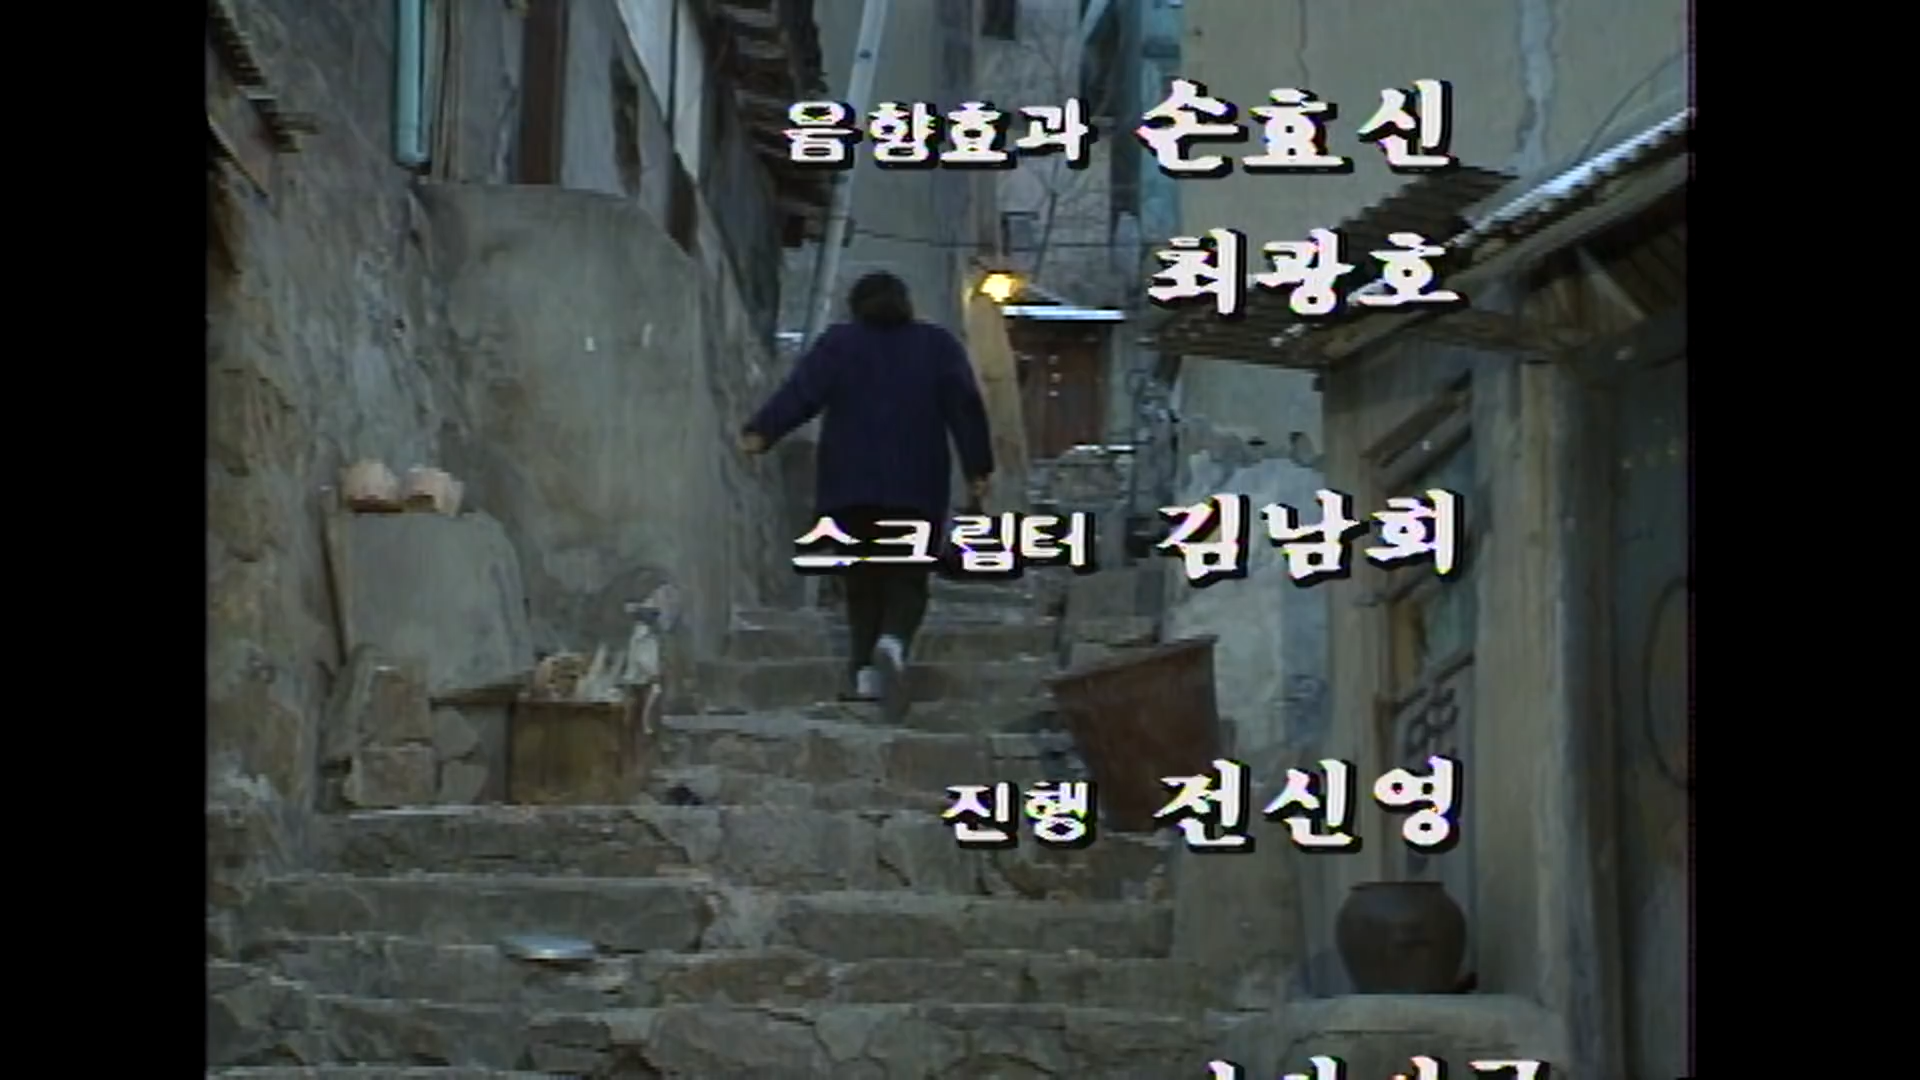 음향효과 손효신
최광호
스크립터 김남희
진행 전신영